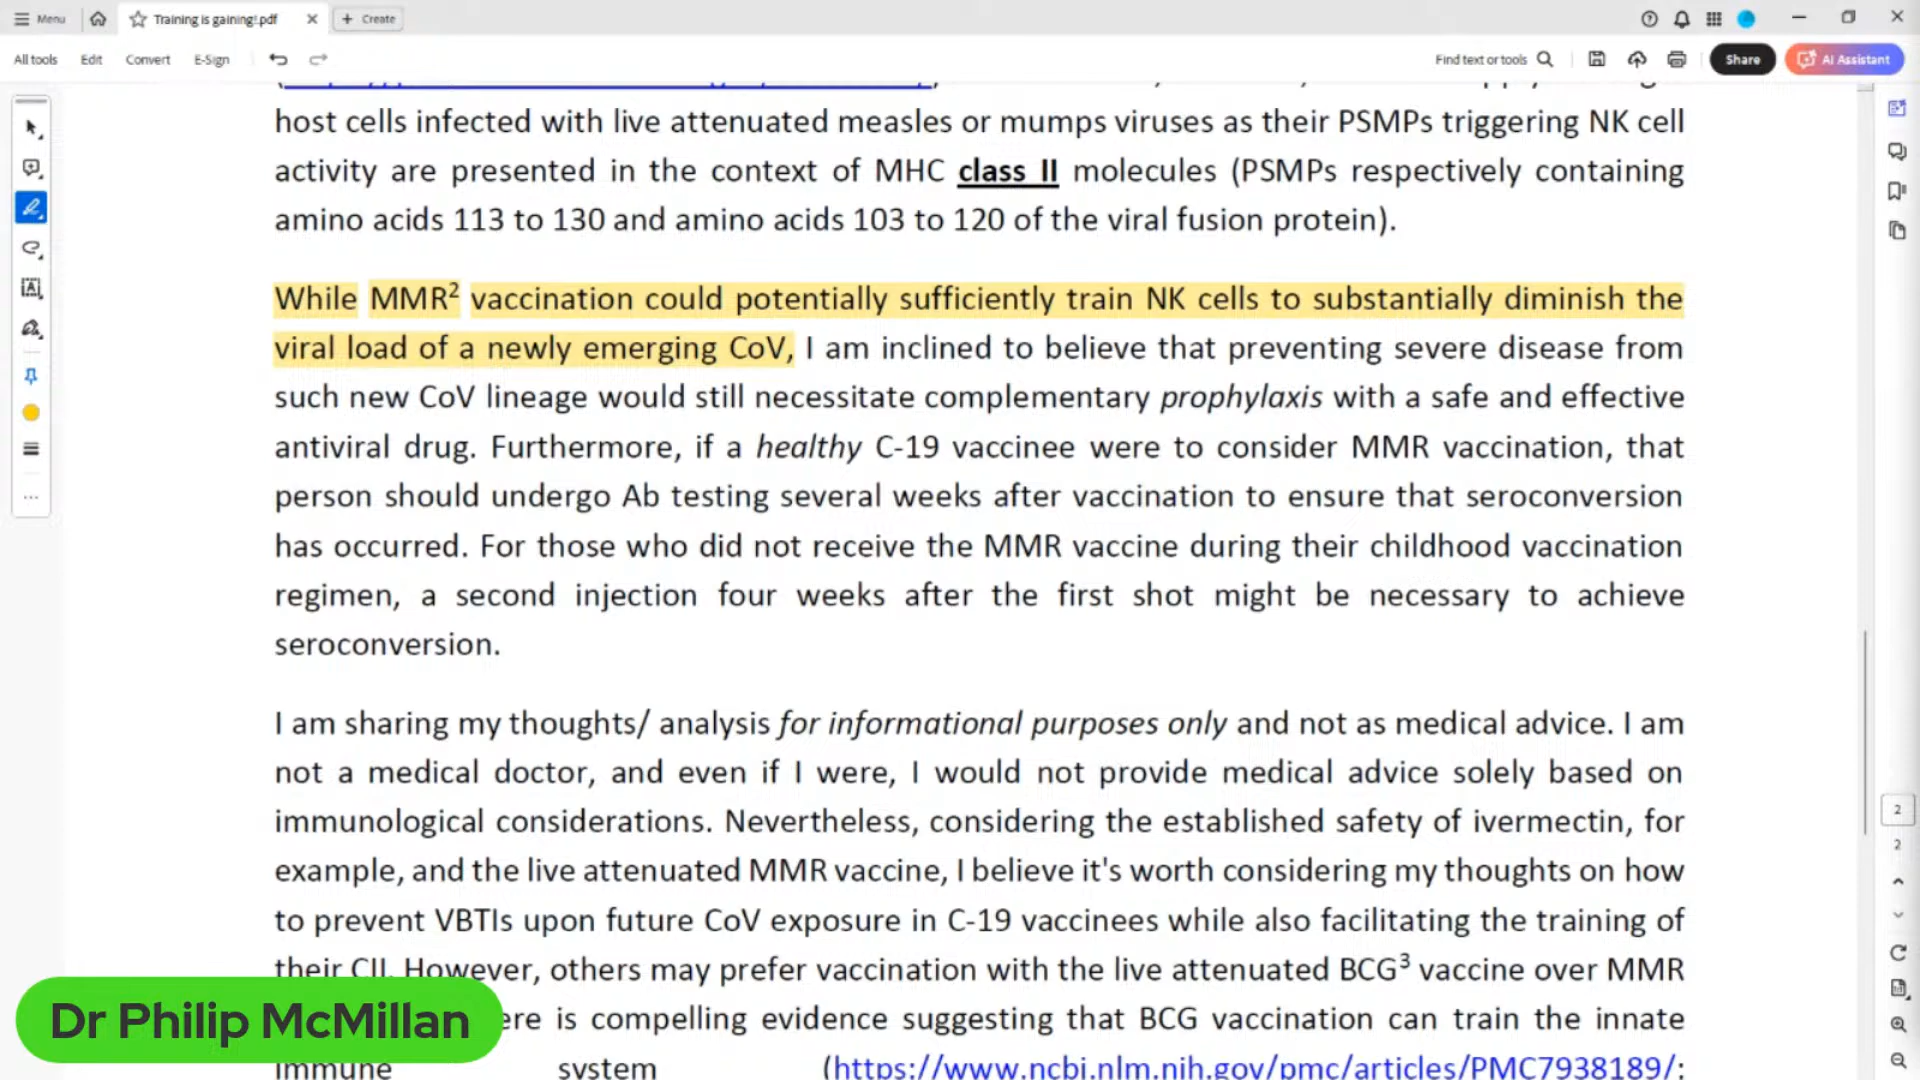 Menu
Training is gaining!.pdf
+ Create
All tools
Edit
Convert
E-Sign
Find text or tools
Share
AI Assistant
host cells infected with live attenuated measles or mumps viruses as their PSMPs triggering NK cell
activity are presented in the context of MHC class II molecules (PSMPs respectively containing
amino acids 113 to 130 and amino acids 103 to 120 of the viral fusion protein).
While MMR² vaccination could potentially sufficiently train NK cells to substantially diminish the
viral load of a newly emerging CoV, I am inclined to believe that preventing severe disease from
such new CoV lineage would still necessitate complementary prophylaxis with a safe and effective
antiviral drug. Furthermore, if a healthy C-19 vaccinee were to consider MMR vaccination, that
person should undergo Ab testing several weeks after vaccination to ensure that seroconversion
has occurred. For those who did not receive the MMR vaccine during their childhood vaccination
regimen, a second injection four weeks after the first shot might be necessary to achieve
seroconversion.
I am sharing my thoughts/ analysis for informational purposes only and not as medical advice. I am
not a medical doctor, and even if I were, I would not provide medical advice solely based on
immunological considerations. Nevertheless, considering the established safety of ivermectin, for
example, and the live attenuated MMR vaccine, I believe it's worth considering my thoughts on how
to prevent VBTIs upon future CoV exposure in C-19 vaccinees while also facilitating the training of
their CII. However, others may prefer vaccination with the live attenuated BCG³ vaccine over MMR
ere is compelling evidence suggesting that BCG vaccination can train the innate
immune system (https://www.ncbi.nlm.nih.gov/pmc/articles/PMC7938189/;
Dr Philip McMillan
2
2